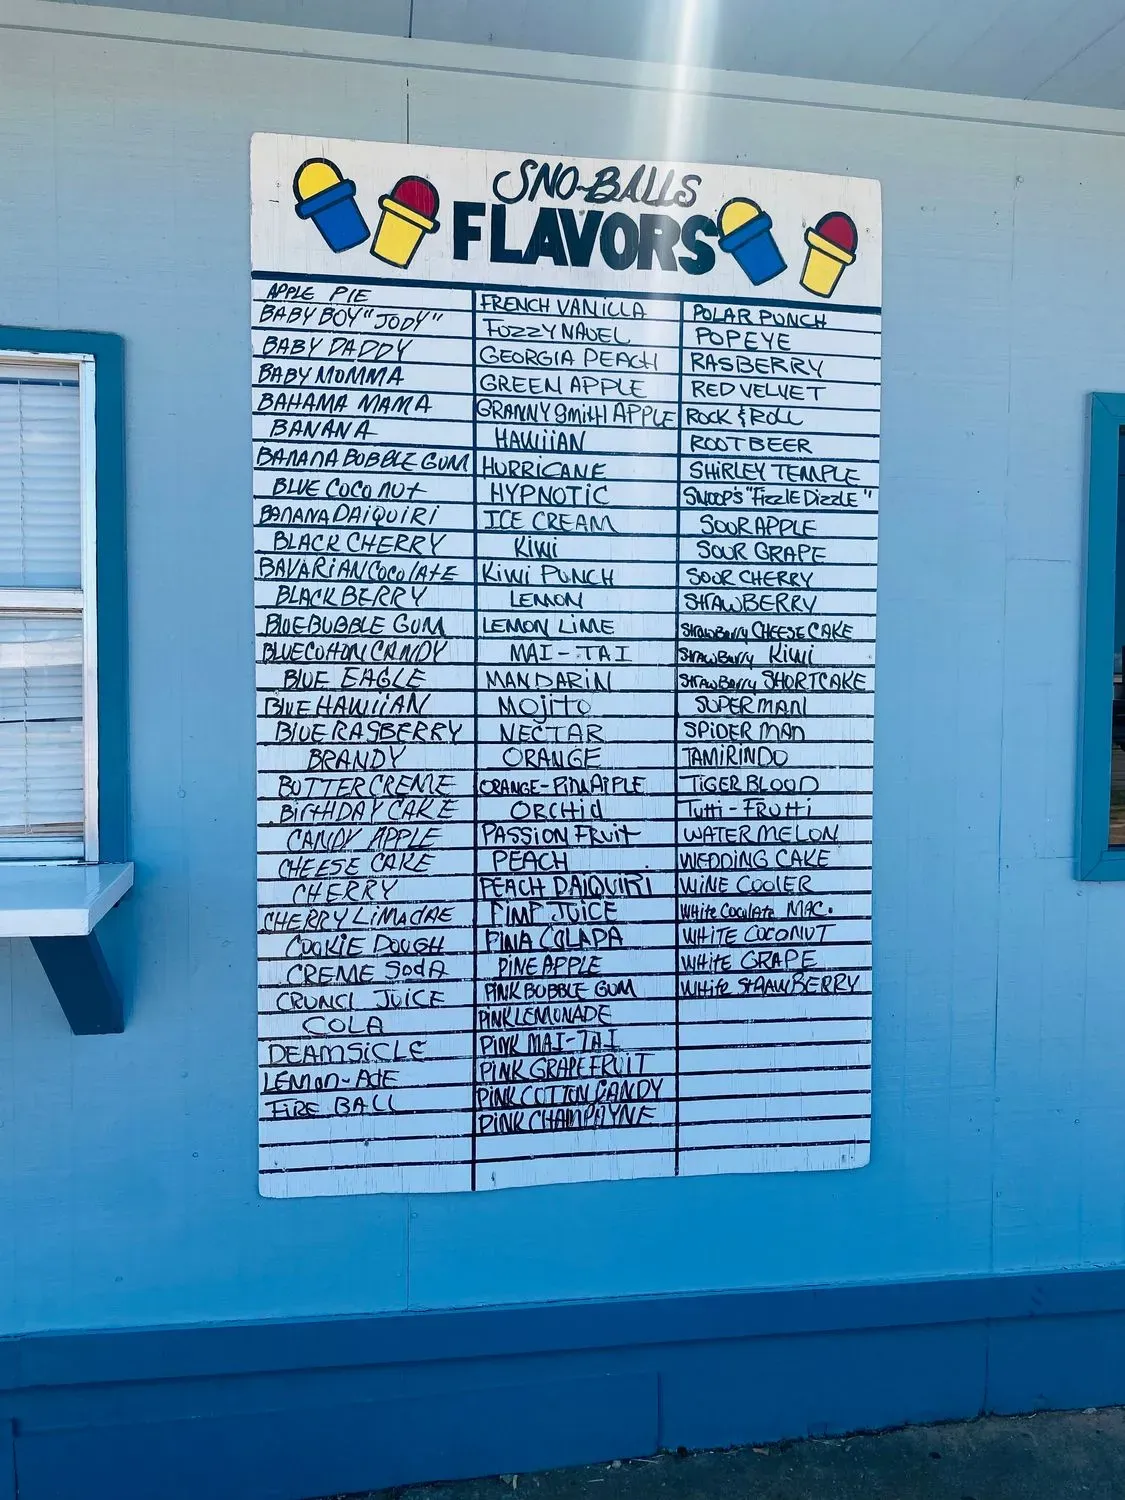 SNO-BALLS
FLAVORS
APPLE PIE
BABY BOY "JODY"
BABY DADDY
BABY MOMMA
BAHAMA MAMA
BANANA
BANANA BUBBLE GUM
BLUE COCONUT
BANANA DAIQUIRI
BLACK CHERRY
BAVARIAN COCOLATE
BLACKBERRY
BLUE BUBBLE GUM
BLUE COTTON CANDY
BLUE EAGLE
BLUE HAWIIAN
BLUE RASBERRY
BRANDY
BUTTER CREME
BIRTHDAY CAKE
CANDY APPLE
CHEESE CAKE
CHERRY
CHERRY LIMADAE
COOKIE DOUGH
CREME SODA
CRUNCI JUICE
COLA
DEAMSICLE
LEMON-ADE
FIRE BALL
FRENCH VANILLA
FUZZY NAVEL
GEORGIA PEACH
GREEN APPLE
GRANNY SMITH APPLE
HAWIIAN
HURRICANE
HYPNOTIC
ICE CREAM
KIWI
KIWI PUNCH
LEMON
LEMON LIME
MAI-TAI
MANDARIN
MOJITO
NECTAR
ORANGE
ORANGE-PINAPPLE
ORCHID
PASSION FRUIT
PEACH
PEACH DAIQUIRI
PIMP JUICE
PINA COLADA
PINEAPPLE
PINK BUBBLE GUM
PINK LEMONADE
PINK MAI-TAI
PINK GRAPEFRUIT
PINK COTTON CANDY
PINK CHAMPAYNE
POLAR PUNCH
POPEYE
RASBERRY
RED VELVET
ROCK & ROLL
ROOT BEER
SHIRLEY TEMPLE
SNOOP'S "FIZZLE DIZZLE"
SOUR APPLE
SOUR GRAPE
SOUR CHERRY
STRAWBERRY
STRAWBERRY CHEESE CAKE
STRAWBERRY KIWI
STRAWBERRY SHORTCAKE
SUPER MAN
SPIDER MAN
TAMIRINDO
TIGER BLOOD
TUTTI-FRUTTI
WATER MELON
WEDDING CAKE
WINE COOLER
WHITE COCOLATE MAC.
WHITE COCONUT
WHITE GRAPE
WHITE STRAWBERRY